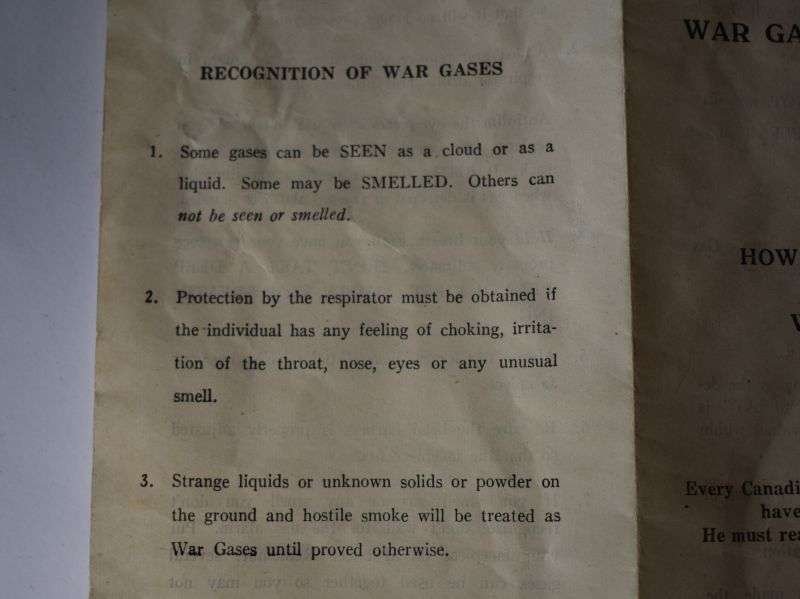 RECOGNITION OF WAR GASES
1. Some gases can be SEEN as a cloud or as a
liquid. Some may be SMELLED. Others can
not be seen or smelled.
2. Protection by the respirator must be obtained if
the individual has any feeling of choking, irrita-
tion of the throat, nose, eyes or any unusual
smell.
3. Strange liquids or unknown solids or powder on
the ground and hostile smoke will be treated as
War Gases until proved otherwise.
WAR GA
HOW
Every Canadi
have
He must rea